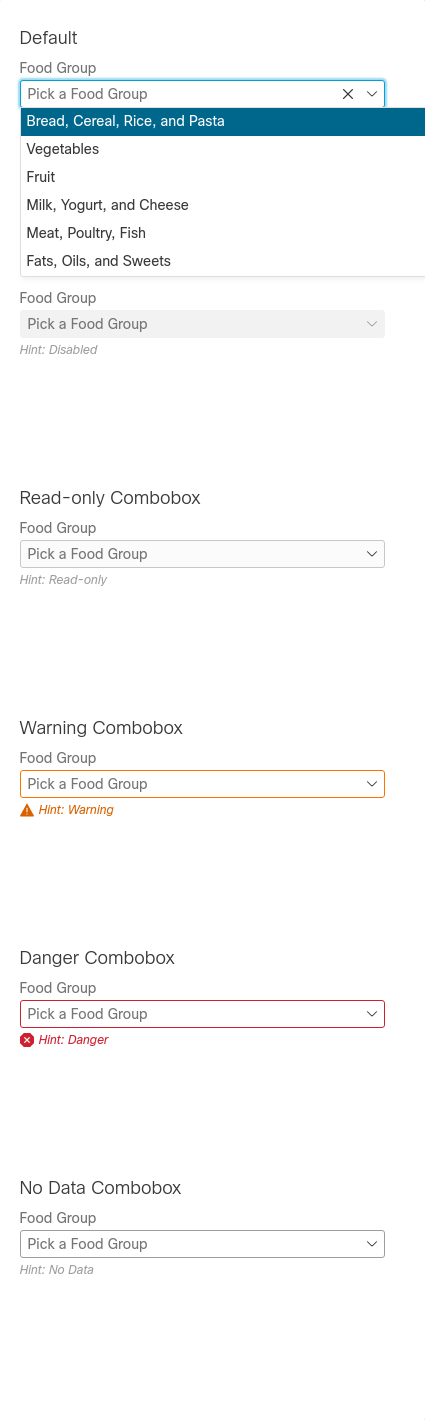 Default
Food Group
Pick a Food Group
Bread, Cereal, Rice, and Pasta
Vegetables
Fruit
Milk, Yogurt, and Cheese
Meat, Poultry, Fish
Fats, Oils, and Sweets
Food Group
Pick a Food Group
Hint: Disabled
Read-only Combobox
Food Group
Pick a Food Group
Hint: Read-only
Warning Combobox
Food Group
Pick a Food Group
Hint: Warning
Danger Combobox
Food Group
Pick a Food Group
Hint: Danger
No Data Combobox
Food Group
Pick a Food Group
Hint: No Data